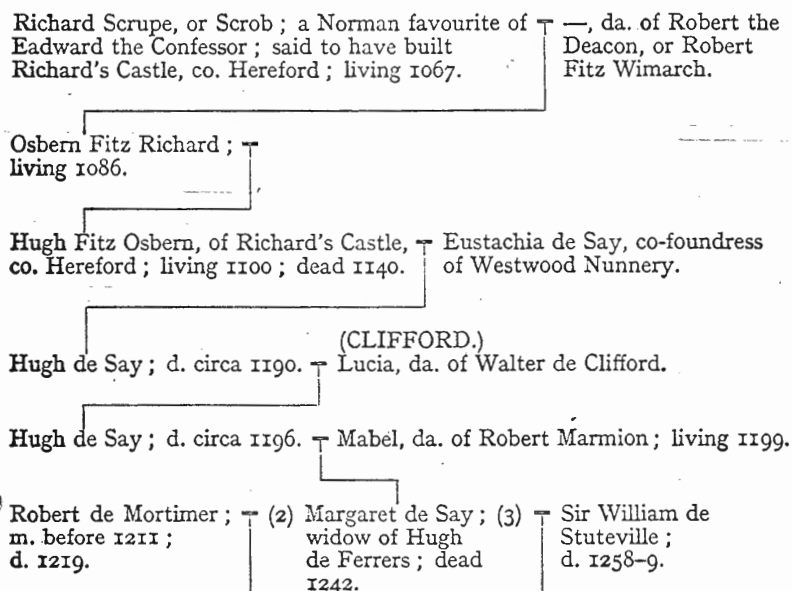 Richard Scrupe, or Scrob ; a Norman favourite of
Eadward the Confessor ; said to have built
Richard's Castle, co. Hereford ; living 1067.
—, da. of Robert the
Deacon, or Robert
Fitz Wimarch.
Osbern Fitz Richard ;
living 1086.
Hugh Fitz Osbern, of Richard's Castle,
co. Hereford ; living 1100 ; dead 1140.
Eustachia de Say, co-foundress
of Westwood Nunnery.
(CLIFFORD.)
Hugh de Say ; d. circa 1190.
Lucia, da. of Walter de Clifford.
Hugh de Say ; d. circa 1196.
Mabel, da. of Robert Marmion ; living 1199.
Robert de Mortimer ;
m. before 1211 ;
d. 1219.
(2) Margaret de Say ; (3)
widow of Hugh
de Ferrers ; dead
1242.
Sir William de
Stuteville ;
d. 1258–9.